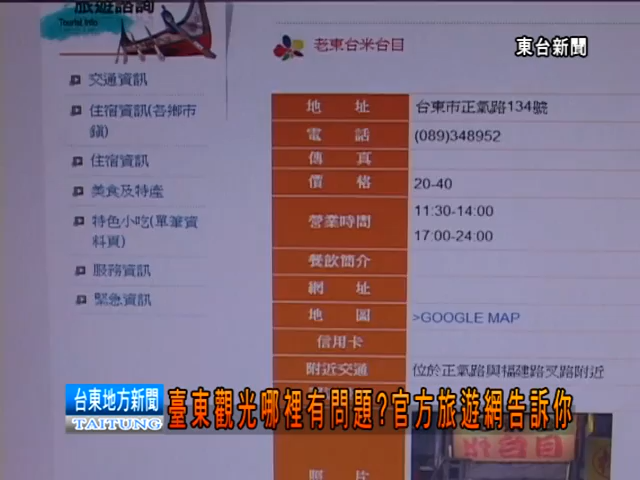 旅遊諮詢
Tourist Info
東台新聞
老東台米台目
交通資訊
住宿資訊(各鄉市
鎮)
住宿資訊
美食及特產
特色小吃(單筆資
料頁)
服務資訊
緊急資訊
地 址 台東市正氣路134號
電 話 (089)348952
傳 真
價 格 20-40
營業時間 11:30-14:00
17:00-24:00
餐飲簡介
網 址
地 圖 >GOOGLE MAP
信用卡
附近交通 位於正氣路與福建路叉路附近
台東地方新聞
TAITUNG
臺東觀光哪裡有問題?官方旅遊網告訴你
照 片
米台目